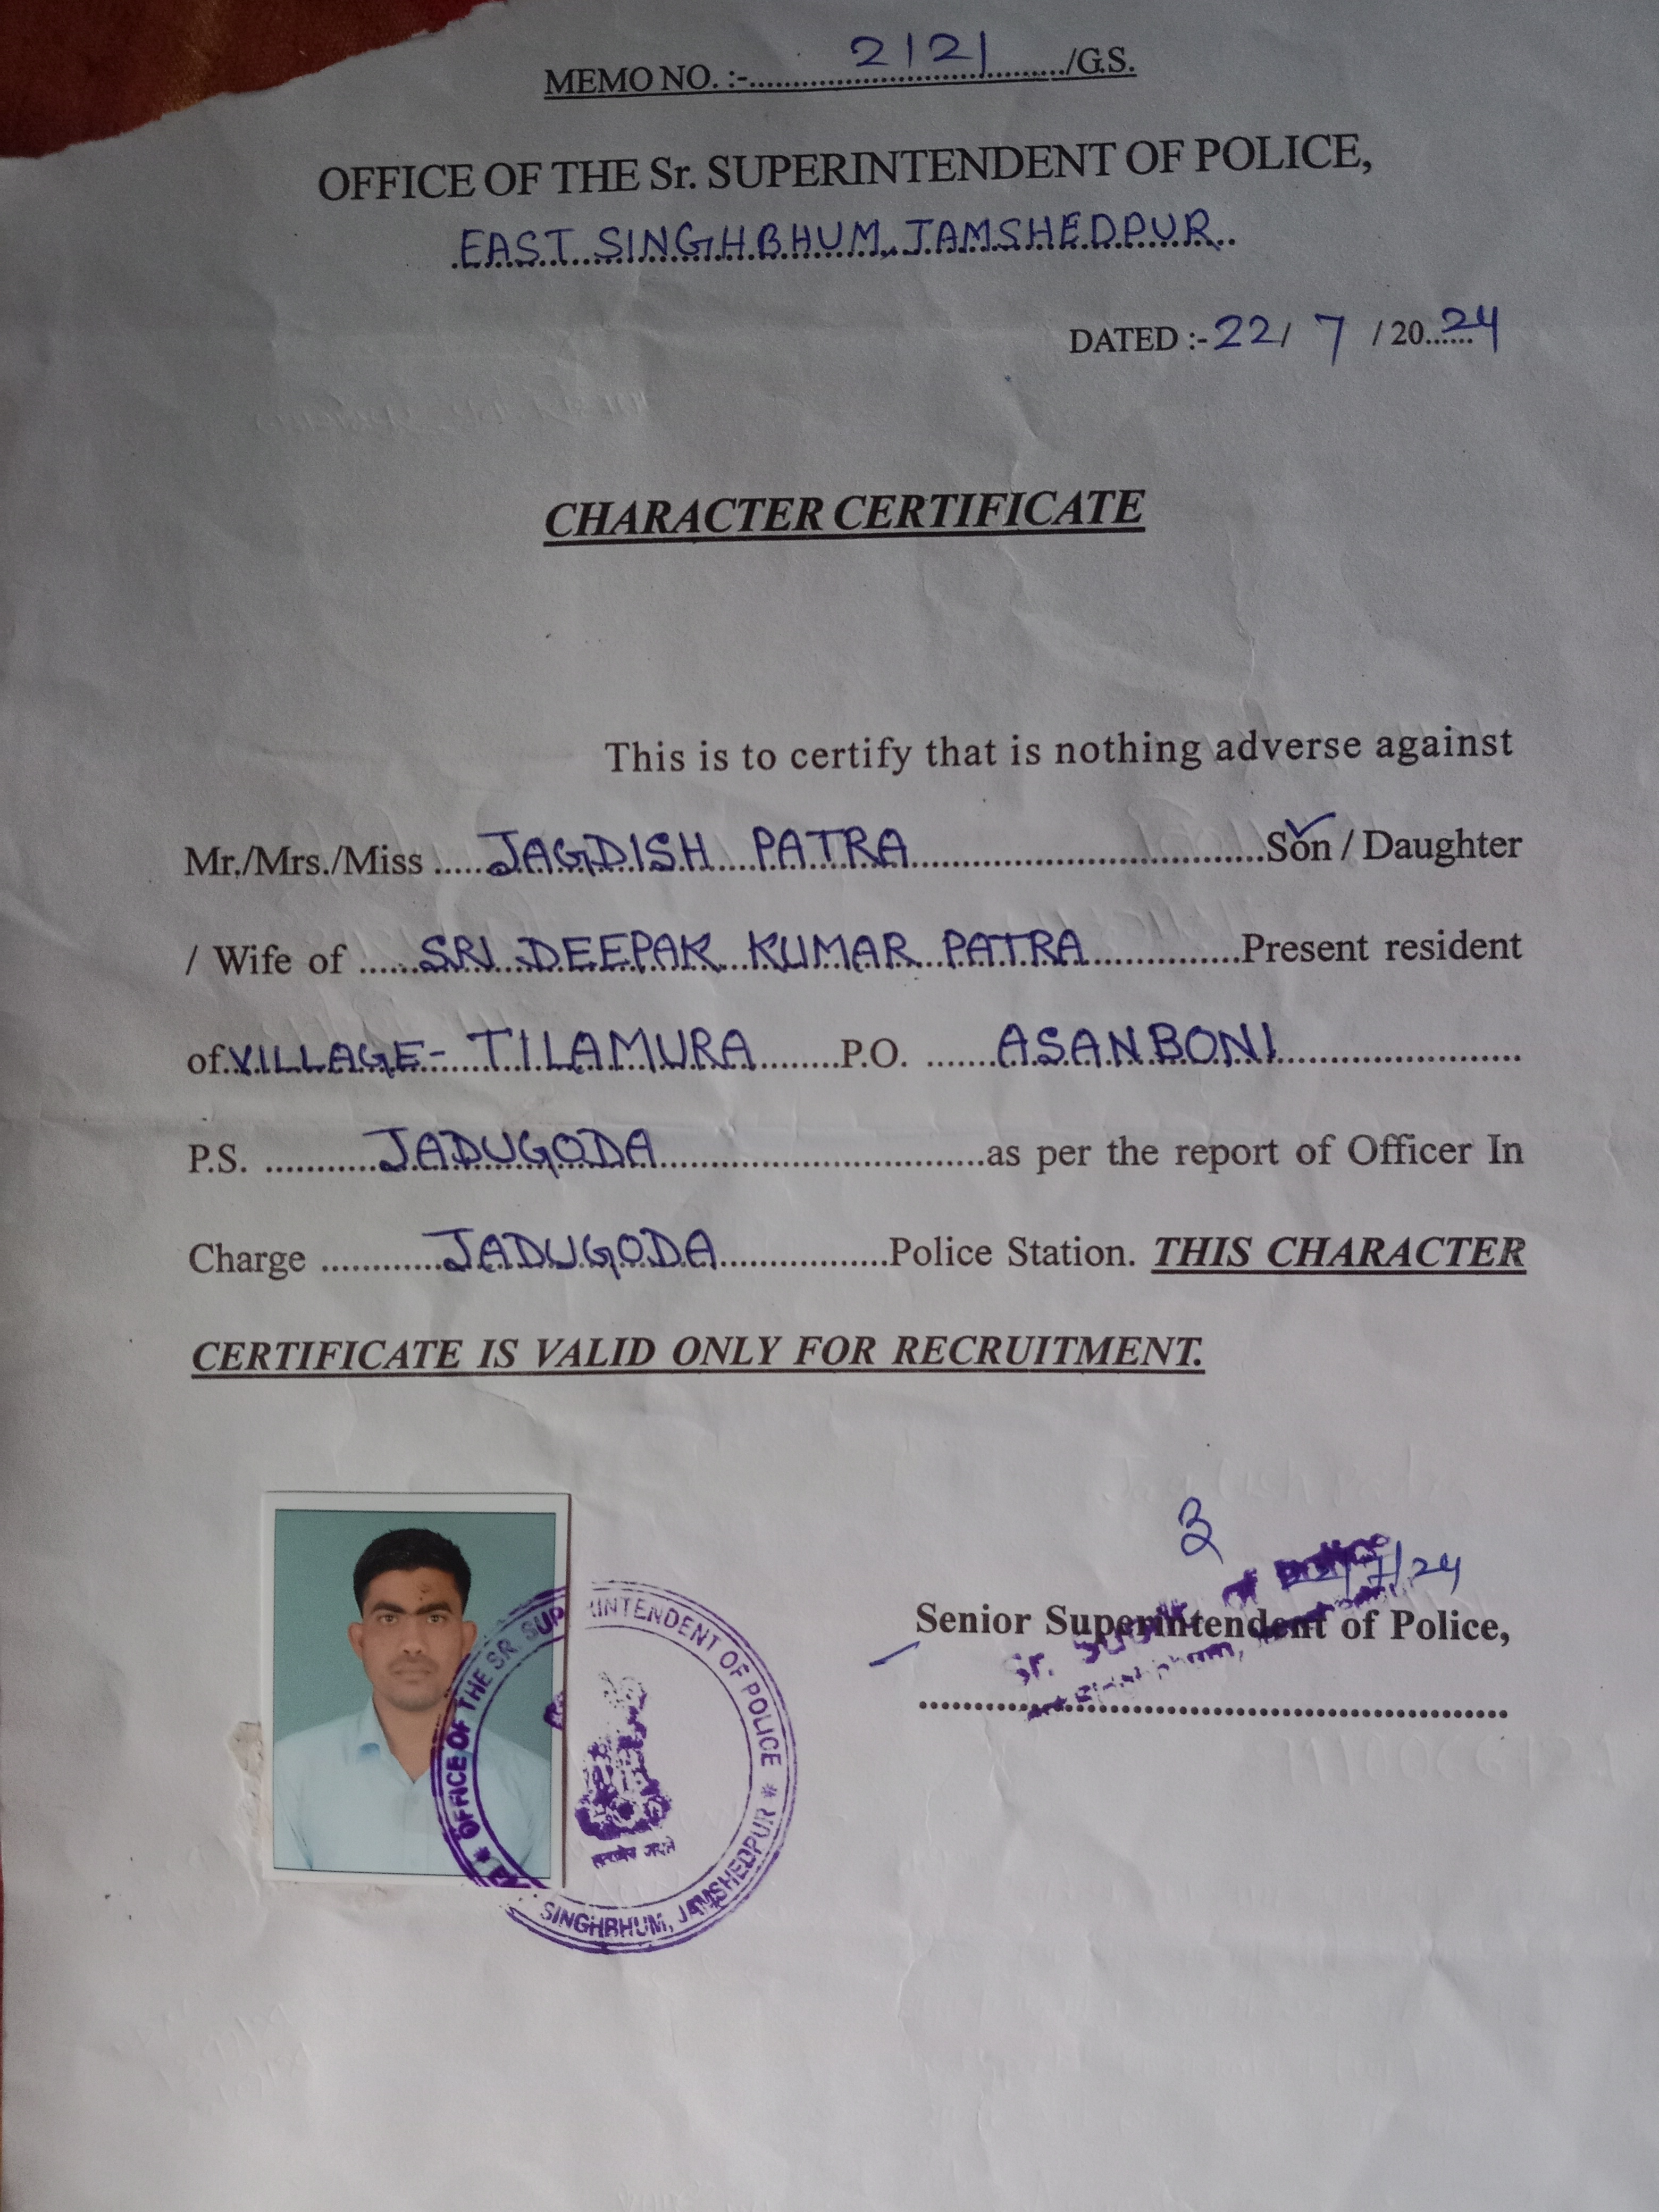 MEMO NO. :-..............2121............/G.S.
OFFICE OF THE Sr. SUPERINTENDENT OF POLICE,
EAST SINGHBHUM, JAMSHEDPUR
DATED :- 22/ 7 / 2024
CHARACTER CERTIFICATE
This is to certify that is nothing adverse against
Mr./Mrs./Miss .....JAGDISH PATRA..............................Son / Daughter
/ Wife of ......SRI DEEPAK KUMAR PATRA..............Present resident
of VILLAGE- TILAMURA........P.O. .......ASANBONI........................
P.S. ...........JADUGODA.................................as per the report of Officer In
Charge ............JADUGODA.................Police Station. THIS CHARACTER
CERTIFICATE IS VALID ONLY FOR RECRUITMENT.
/7/24
Senior Superintendent of Police,
Sr.
OFFICE OF THE SR. SUPERINTENDENT OF POLICE
SINGHBHUM, JAMSHEDPUR